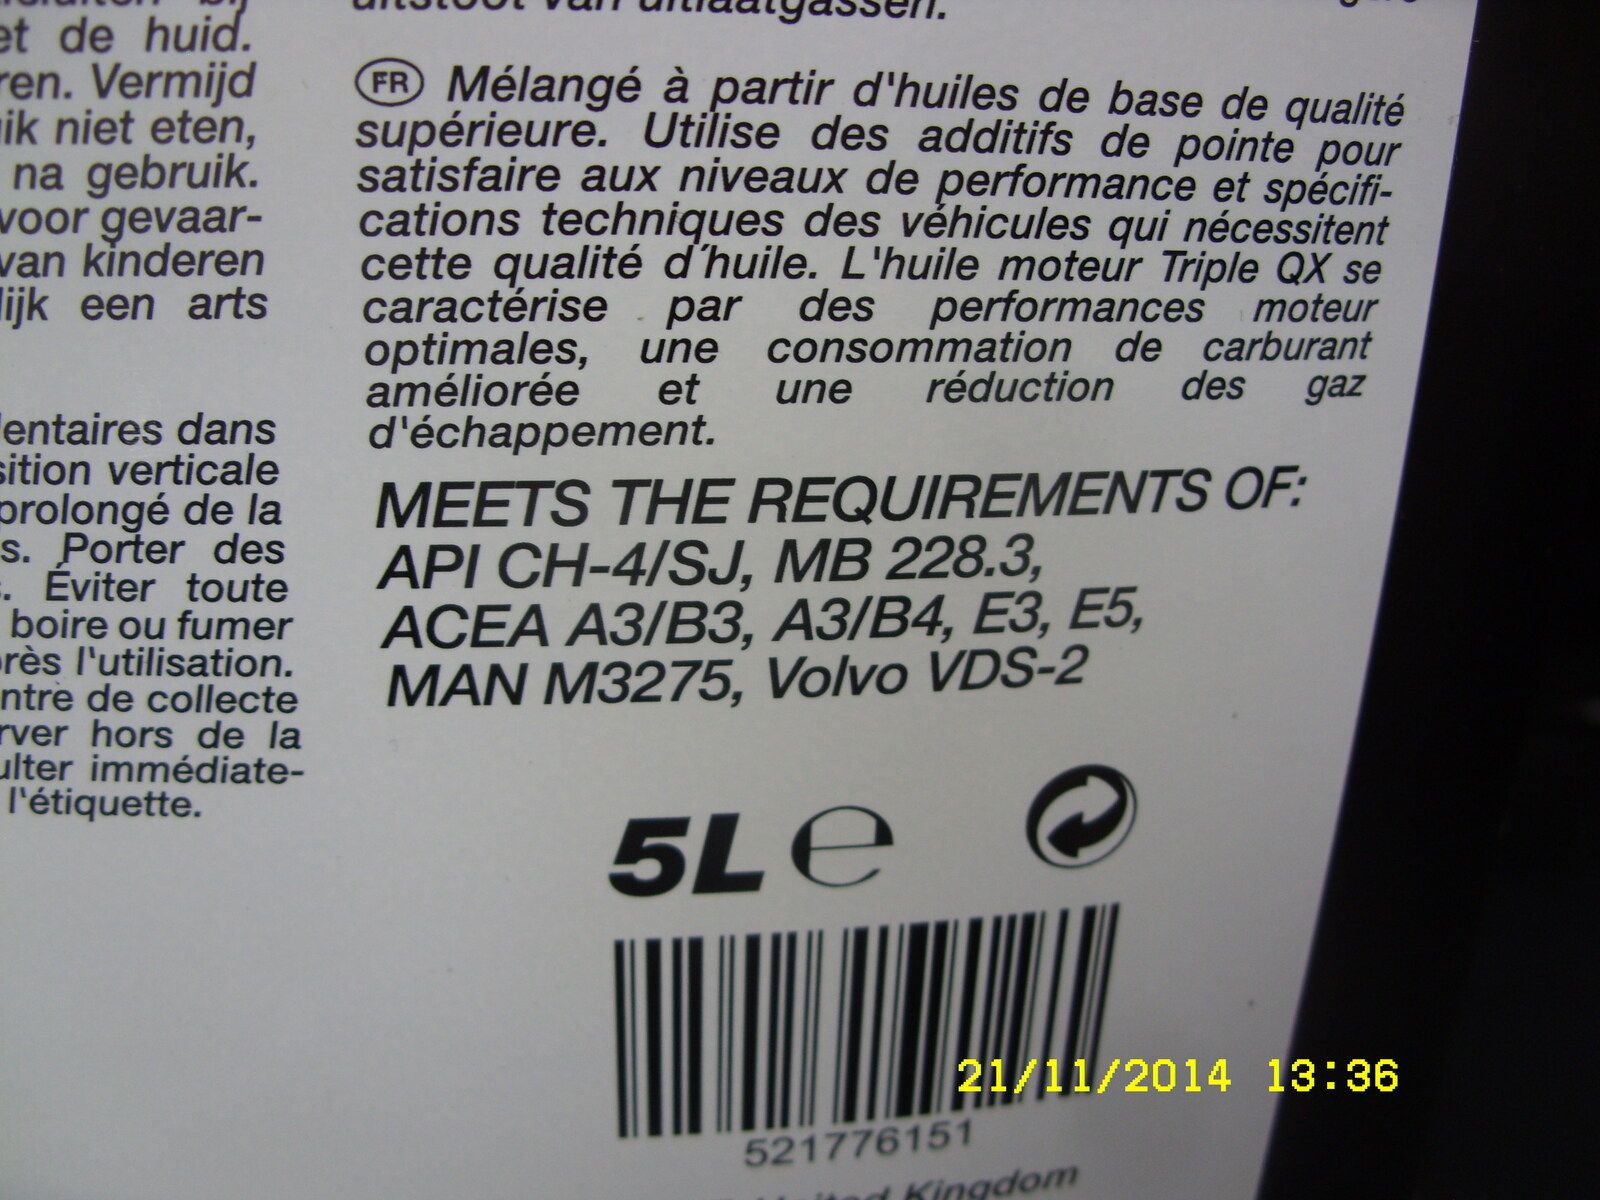 et de huid.
ren. Vermijd
ik niet eten,
na gebruik.
voor gevaar-
van kinderen
lijk een arts
entaires dans
sition verticale
prolongé de la
s. Porter des
s. Éviter toute
boire ou fumer
rès l'utilisation.
ntre de collecte
rver hors de la
ulter immédiate-
l'étiquette.
uitstoot van uitlaatgassen.
FR Mélangé à partir d'huiles de base de qualité
supérieure. Utilise des additifs de pointe pour
satisfaire aux niveaux de performance et spécifi-
cations techniques des véhicules qui nécessitent
cette qualité d'huile. L'huile moteur Triple QX se
caractérise par des performances moteur
optimales, une consommation de carburant
améliorée et une réduction des gaz
d'échappement.
MEETS THE REQUIREMENTS OF:
API CH-4/SJ, MB 228.3,
ACEA A3/B3, A3/B4, E3, E5,
MAN M3275, Volvo VDS-2
5L e
21/11/2014 13:36
521776151
United Kingdom